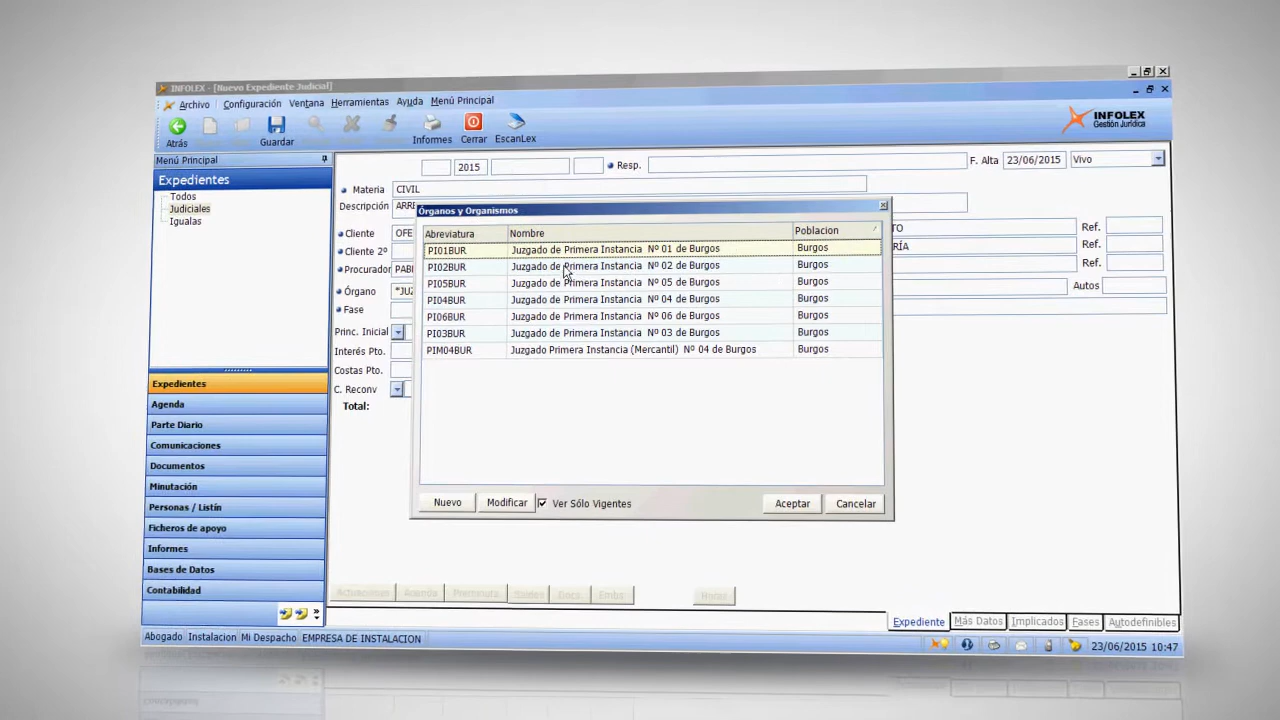 INFOLEX - [Nuevo Expediente Judicial]
Archivo Configuración Ventana Herramientas Ayuda Menú Principal
Atrás Guardar Informes Cerrar EscanLex
INFOLEX
Gestión Jurídica
Menú Principal
Expedientes
Todos
Judiciales
Igualas
2015 Resp. F. Alta 23/06/2015 Vivo
Materia CIVIL
Descripción ARRE
Cliente OFE
Cliente 2º
Procurador PAB
Órgano "JUZ
Fase
Princ. Inicial
Interés Pto.
Costas Pto.
C. Reconv
Total:
TO Ref.
RÍA Ref.
Ref.
Autos
Órganos y Organismos
Abreviatura Nombre Poblacion
PI01BUR Juzgado de Primera Instancia Nº 01 de Burgos Burgos
PI02BUR Juzgado de Primera Instancia Nº 02 de Burgos Burgos
PI05BUR Juzgado de Primera Instancia Nº 05 de Burgos Burgos
PI04BUR Juzgado de Primera Instancia Nº 04 de Burgos Burgos
PI06BUR Juzgado de Primera Instancia Nº 06 de Burgos Burgos
PI03BUR Juzgado de Primera Instancia Nº 03 de Burgos Burgos
PIM04BUR Juzgado Primera Instancia (Mercantil) Nº 04 de Burgos Burgos
Nuevo Modificar Ver Sólo Vigentes Aceptar Cancelar
Expedientes
Agenda
Parte Diario
Comunicaciones
Documentos
Minutación
Personas / Listín
Ficheros de apoyo
Informes
Bases de Datos
Contabilidad
Agenda Horas
Expediente Más Datos Implicados Fases Autodefinibles
Abogado Instalacion Mi Despacho EMPRESA DE INSTALACION 23/06/2015 10:47